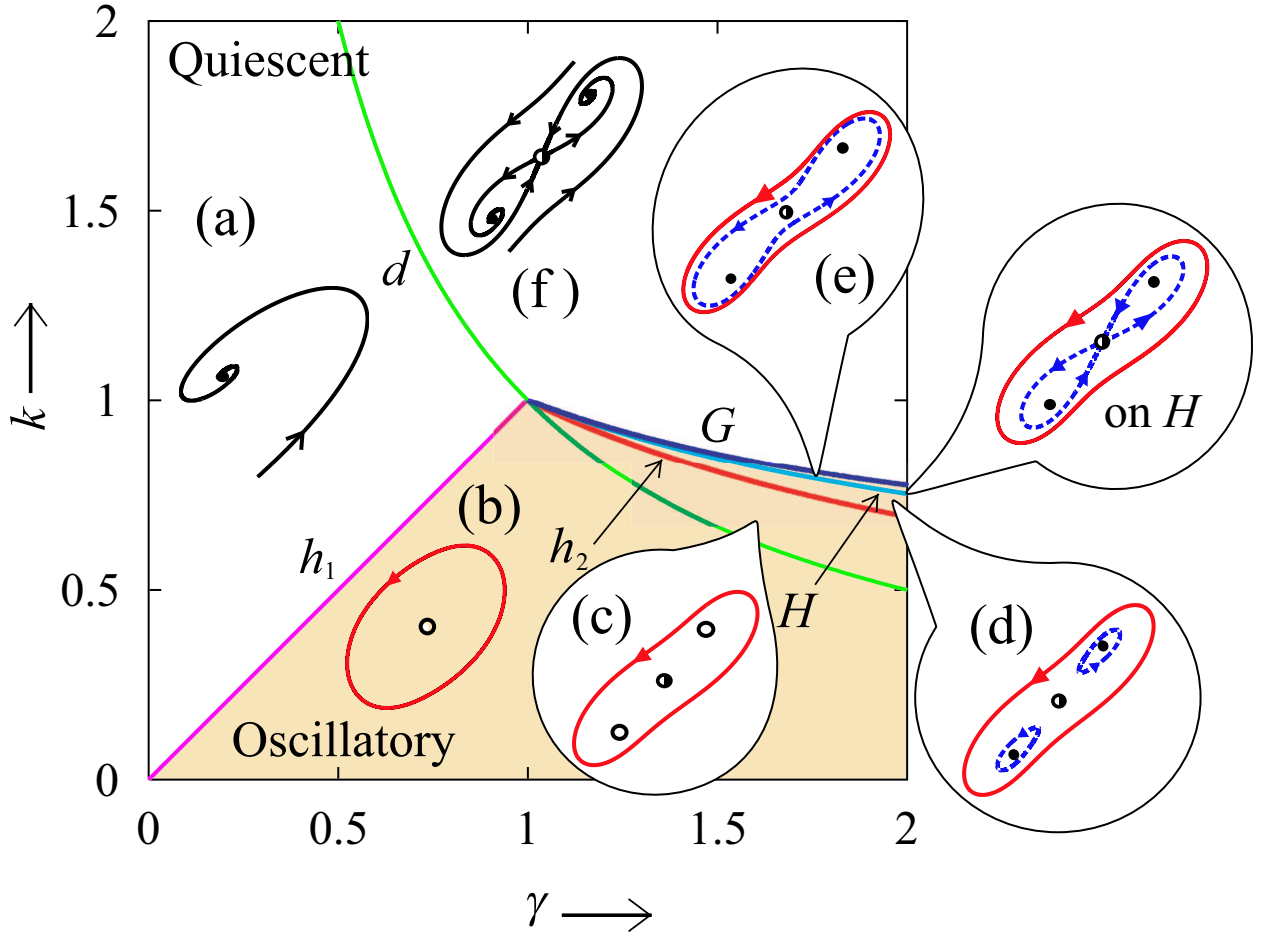 2
Quiescent
1.5
(a)
d
(f)
(e)
k
1
G
on H
(b)
h₂
h₁
0.5
(c)
H
(d)
Oscillatory
0
0
0.5
1
1.5
2
γ